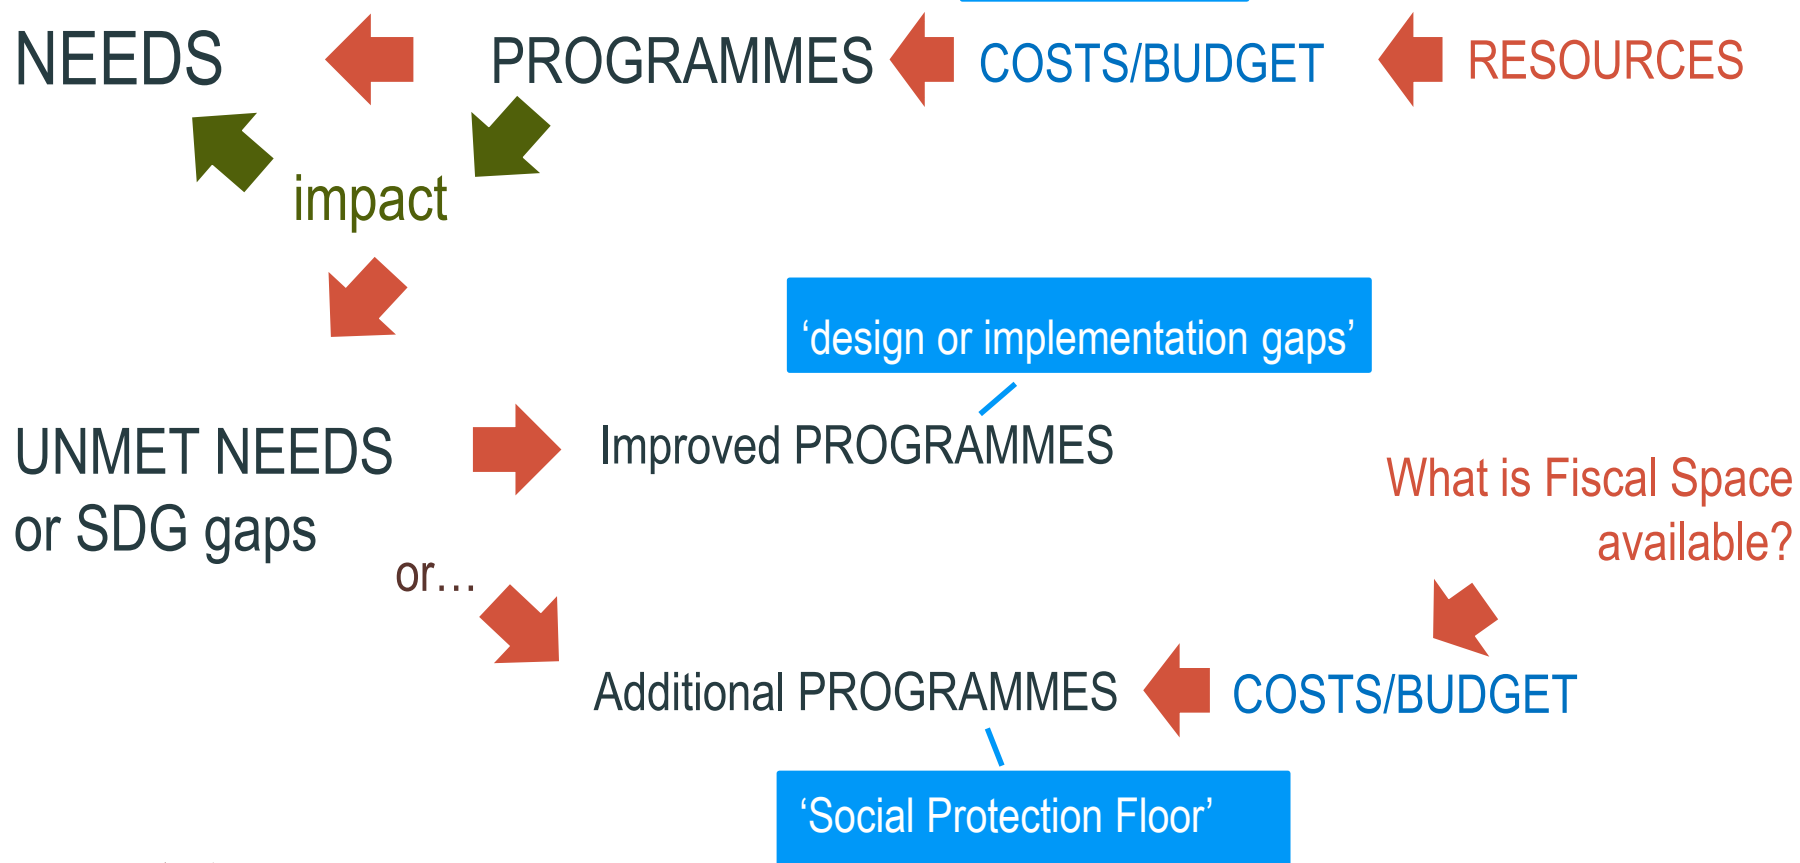 NEEDS PROGRAMMES COSTS/BUDGET RESOURCES
impact
‘design or implementation gaps’
UNMET NEEDS
or SDG gaps
Improved PROGRAMMES
What is Fiscal Space
available?
or…
Additional PROGRAMMES COSTS/BUDGET
‘Social Protection Floor’